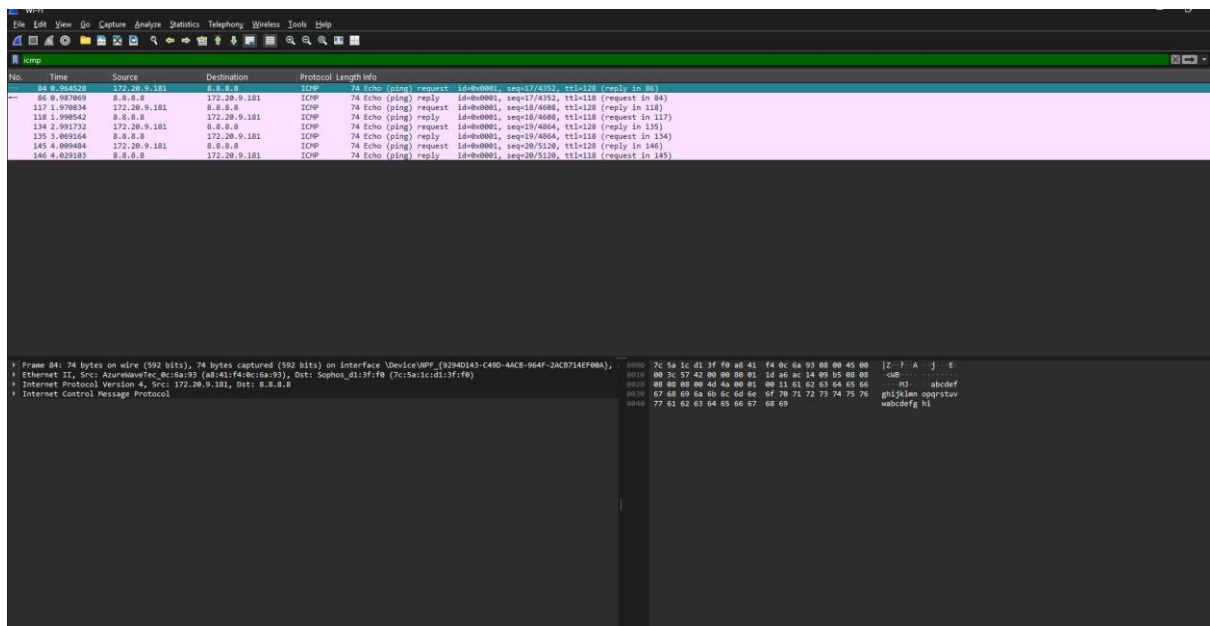 Wi-Fi
File Edit View Go Capture Analyze Statistics Telephony Wireless Tools Help
icmp
No. Time Source Destination Protocol Length Info
84 0.964528 172.20.9.181 8.8.8.8 ICMP 74 Echo (ping) request id=0x0001, seq=17/4352, ttl=128 (reply in 86)
86 0.987069 8.8.8.8 172.20.9.181 ICMP 74 Echo (ping) reply id=0x0001, seq=17/4352, ttl=118 (request in 84)
117 1.970834 172.20.9.181 8.8.8.8 ICMP 74 Echo (ping) request id=0x0001, seq=18/4608, ttl=128 (reply in 118)
118 1.990542 8.8.8.8 172.20.9.181 ICMP 74 Echo (ping) reply id=0x0001, seq=18/4608, ttl=118 (request in 117)
134 2.991732 172.20.9.181 8.8.8.8 ICMP 74 Echo (ping) request id=0x0001, seq=19/4864, ttl=128 (reply in 135)
135 3.069164 8.8.8.8 172.20.9.181 ICMP 74 Echo (ping) reply id=0x0001, seq=19/4864, ttl=118 (request in 134)
145 4.009484 172.20.9.181 8.8.8.8 ICMP 74 Echo (ping) request id=0x0001, seq=20/5120, ttl=128 (reply in 146)
146 4.029103 8.8.8.8 172.20.9.181 ICMP 74 Echo (ping) reply id=0x0001, seq=20/5120, ttl=118 (request in 145)
Frame 84: 74 bytes on wire (592 bits), 74 bytes captured (592 bits) on interface \Device\NPF_{9294D143-C49D-4ACB-964F-2ACB714EF00A},
Ethernet II, Src: AzureWaveTec_0c:6a:93 (a8:41:f4:0c:6a:93), Dst: Sophos_d1:3f:f0 (7c:5a:1c:d1:3f:f0)
Internet Protocol Version 4, Src: 172.20.9.181, Dst: 8.8.8.8
Internet Control Message Protocol
0000 7c 5a 1c d1 3f f0 a8 41 f4 0c 6a 93 08 00 45 00 |Z··?··A ··j···E·
0010 00 3c 57 42 00 00 80 01 1d a6 ac 14 09 b5 08 08 ·<WB···· ········
0020 08 08 08 00 4d 4a 00 01 00 11 61 62 63 64 65 66 ····MJ·· ··abcdef
0030 67 68 69 6a 6b 6c 6d 6e 6f 70 71 72 73 74 75 76 ghijklmn opqrstuv
0040 77 61 62 63 64 65 66 67 68 69 wabcdefg hi